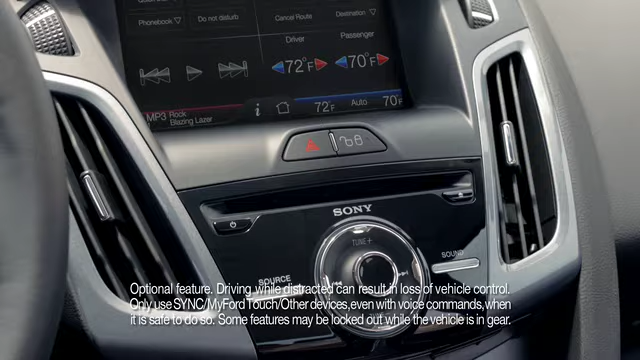 Phonebook ▽ Do not disturb Cancel Route Destination ▽
Driver Passenger
72°F 70°F
MP3 Rock i 72°F Auto 70°F
Blazing Lazer
SONY
TUNE+
SOURCE SOUND
Optional feature. Driving while distracted can result in loss of vehicle control.
Only use SYNC/MyFord Touch/Other devices, even with voice commands, when
it is safe to do so. Some features may be locked out while the vehicle is in gear.